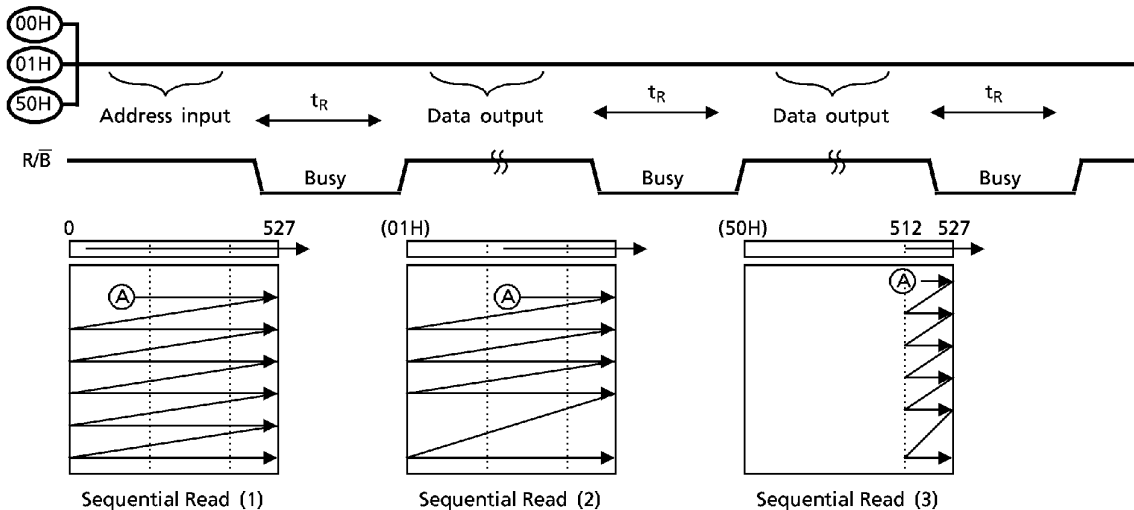 00H
01H
50H
Address input
tR
Data output
tR
Data output
tR
R/B̅
Busy
Busy
Busy
0 527
(01H)
(50H) 512 527
A
A
A
Sequential Read (1)
Sequential Read (2)
Sequential Read (3)